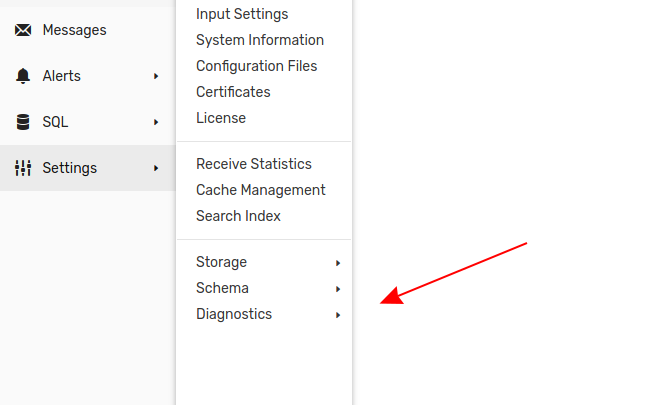 Messages
Alerts
SQL
Settings
Input Settings
System Information
Configuration Files
Certificates
License
Receive Statistics
Cache Management
Search Index
Storage
Schema
Diagnostics